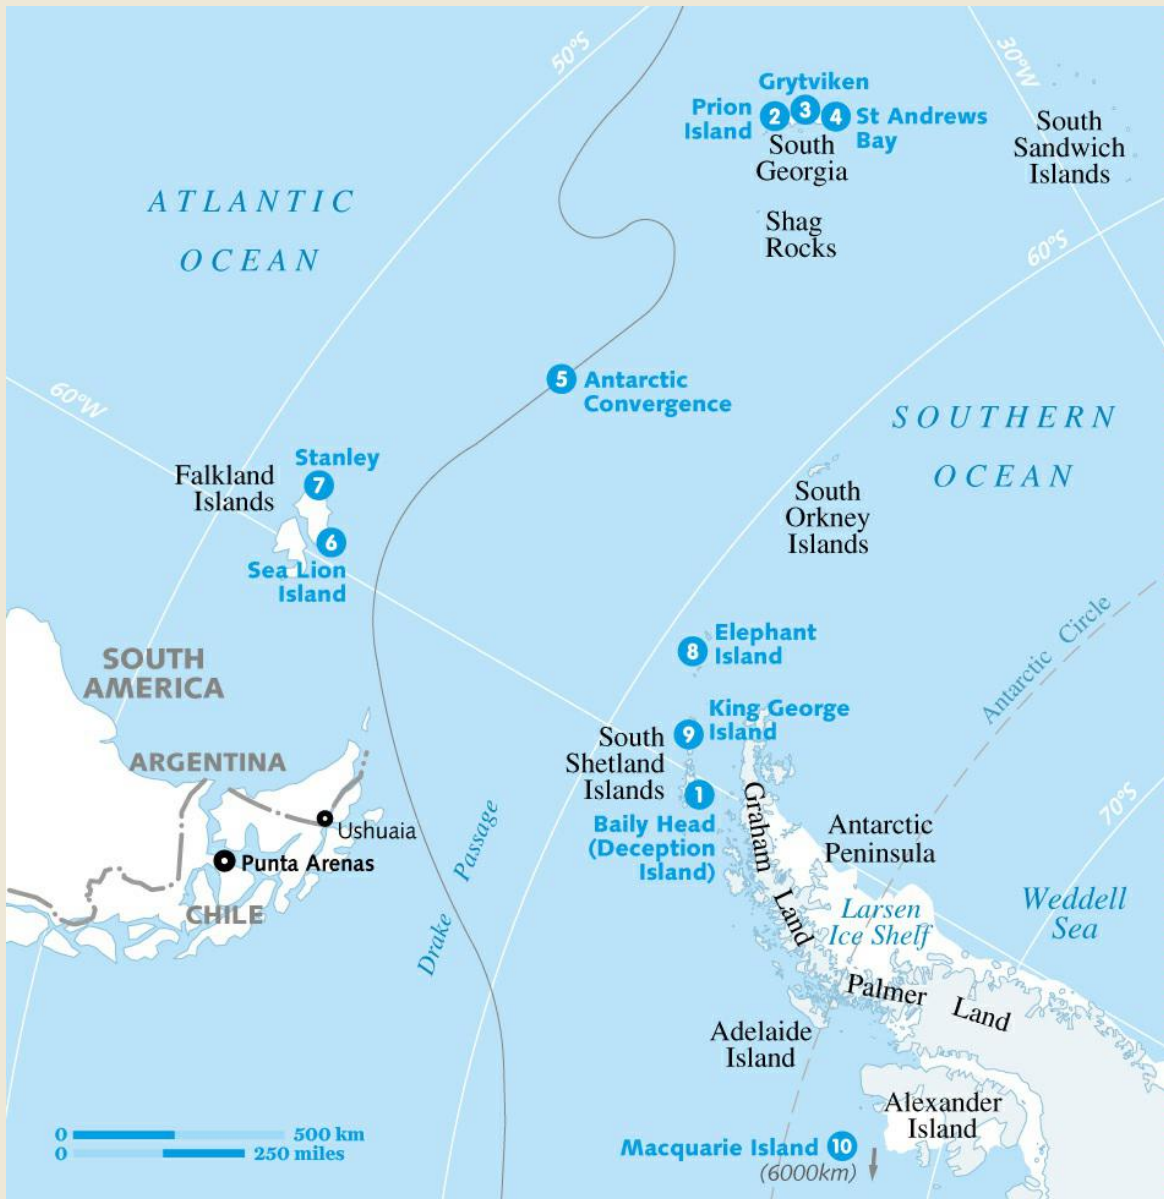 50°S
30°W
Grytviken
Prion
Island
2
3
4
St Andrews
Bay
South
Georgia
South
Sandwich
Islands
ATLANTIC
OCEAN
Shag
Rocks
60°S
60°W
5
Antarctic
Convergence
SOUTHERN
OCEAN
Falkland
Islands
Stanley
7
6
Sea Lion
Island
South
Orkney
Islands
Antarctic Circle
8
Elephant
Island
SOUTH
AMERICA
King George
Island
9
South
Shetland
Islands
1
Baily Head
(Deception
Island)
ARGENTINA
Ushuaia
Punta Arenas
CHILE
Drake Passage
Graham Land
Antarctic
Peninsula
70°S
Larsen
Ice Shelf
Weddell
Sea
Palmer Land
Adelaide
Island
Alexander
Island
0 500 km
0 250 miles
Macquarie Island 10
(6000km)